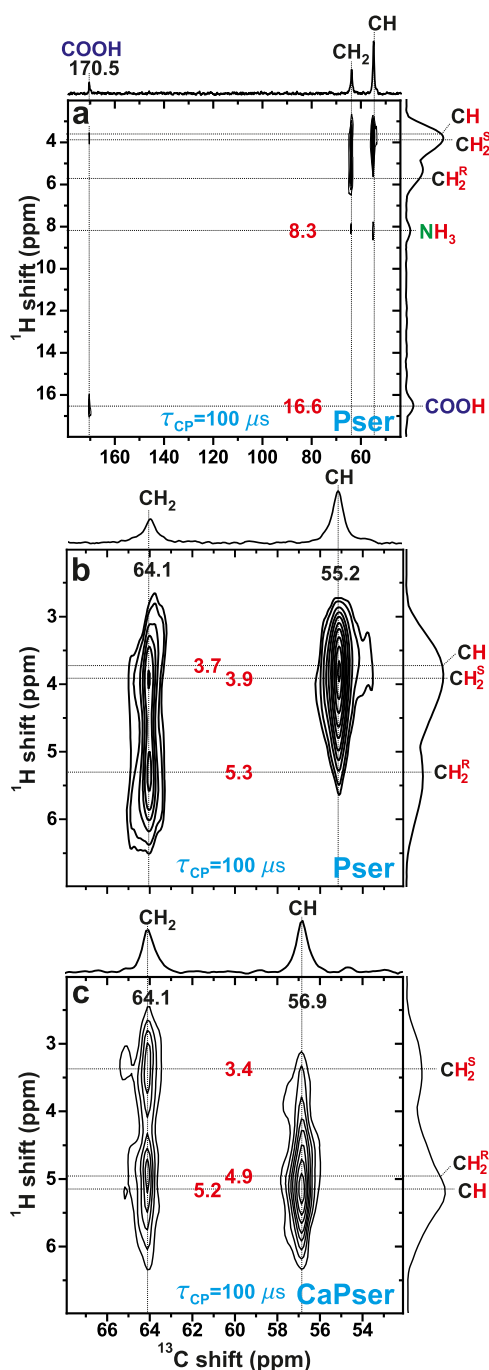 COOH
170.5
CH₂
CH
a
CH
CH₂ˢ
CH₂ᴿ
8.3
NH₃
16.6
COOH
τCP=100 μs
Pser
4
6
8
10
12
14
16
¹H shift (ppm)
160 140 120 100 80 60
CH₂
CH
b
64.1
55.2
3.7
3.9
5.3
CH
CH₂ˢ
CH₂ᴿ
τCP=100 μs
Pser
3
4
5
6
¹H shift (ppm)
CH₂
CH
c
64.1
56.9
3.4
4.9
5.2
CH₂ˢ
CH₂ᴿ
CH
τCP=100 μs
CaPser
3
4
5
6
¹H shift (ppm)
66 64 62 60 58 56 54
¹³C shift (ppm)